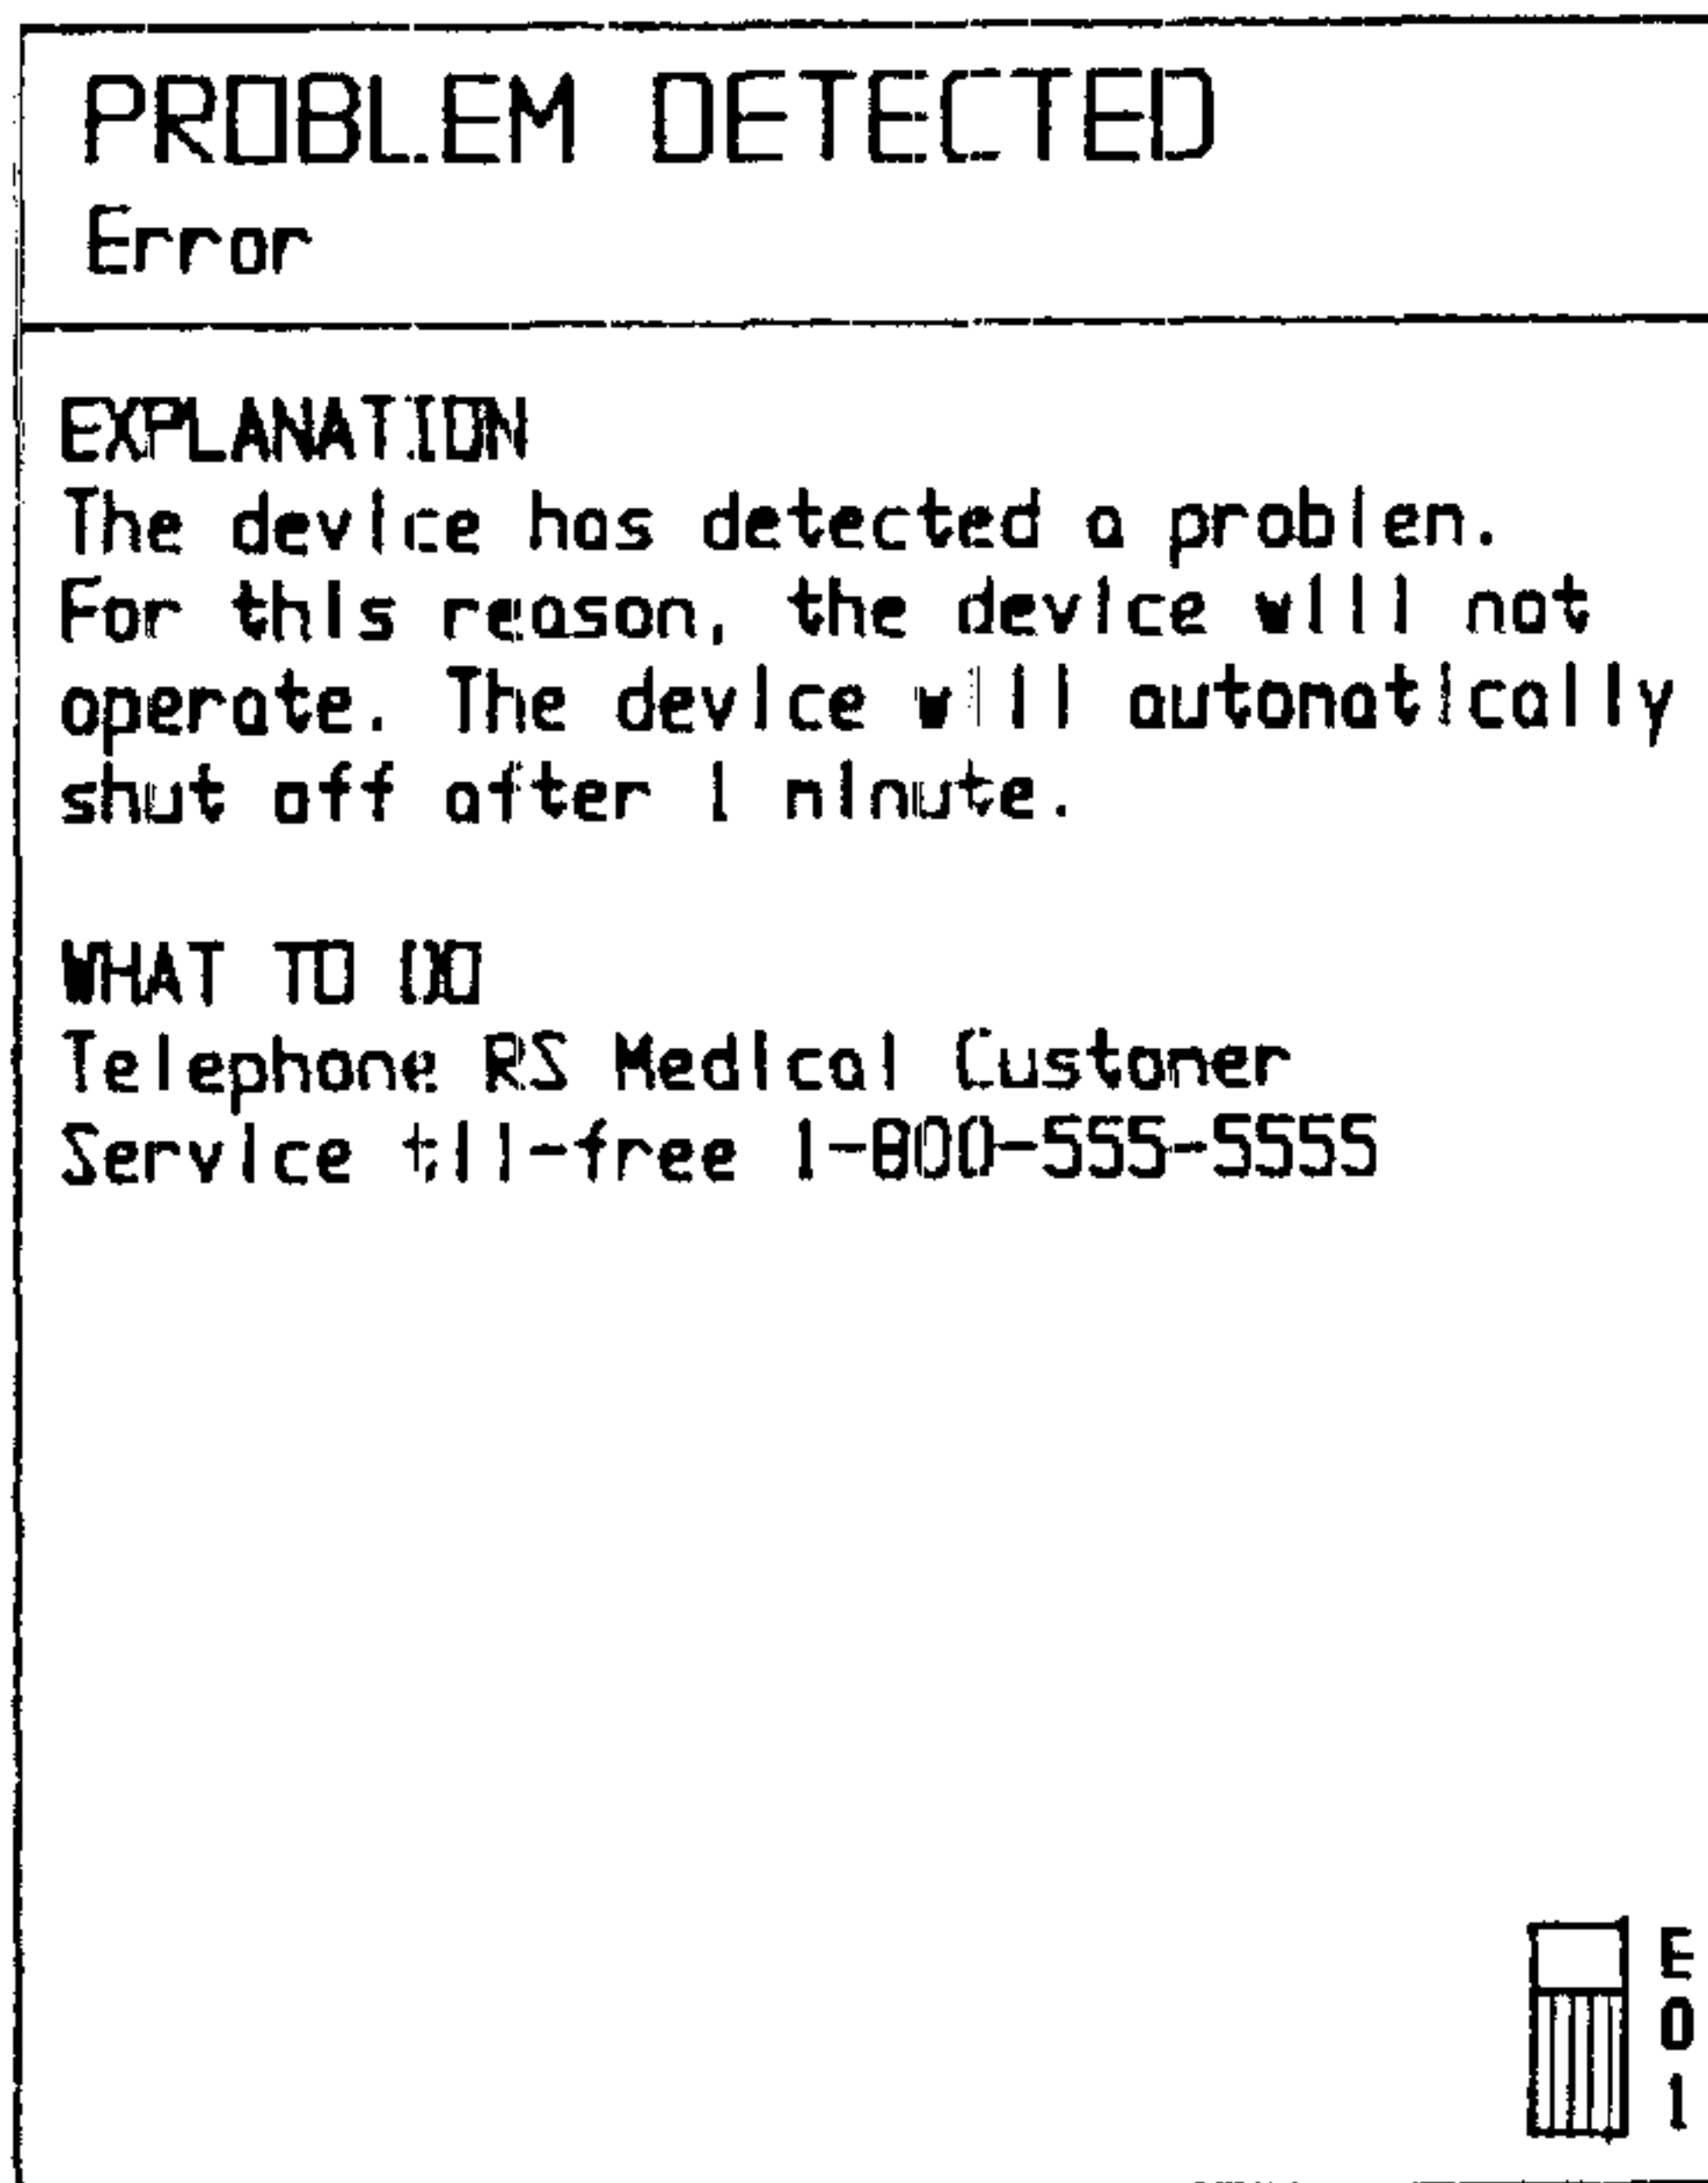 PROBLEM DETECTED
Error
EXPLANATION
The device has detected a problem.
For this reason, the device will not
operate. The device will automatically
shut off after 1 minute.
WHAT TO DO
Telephone RS Medical Customer
Service tll-free 1-800-555-5555
E
0
1